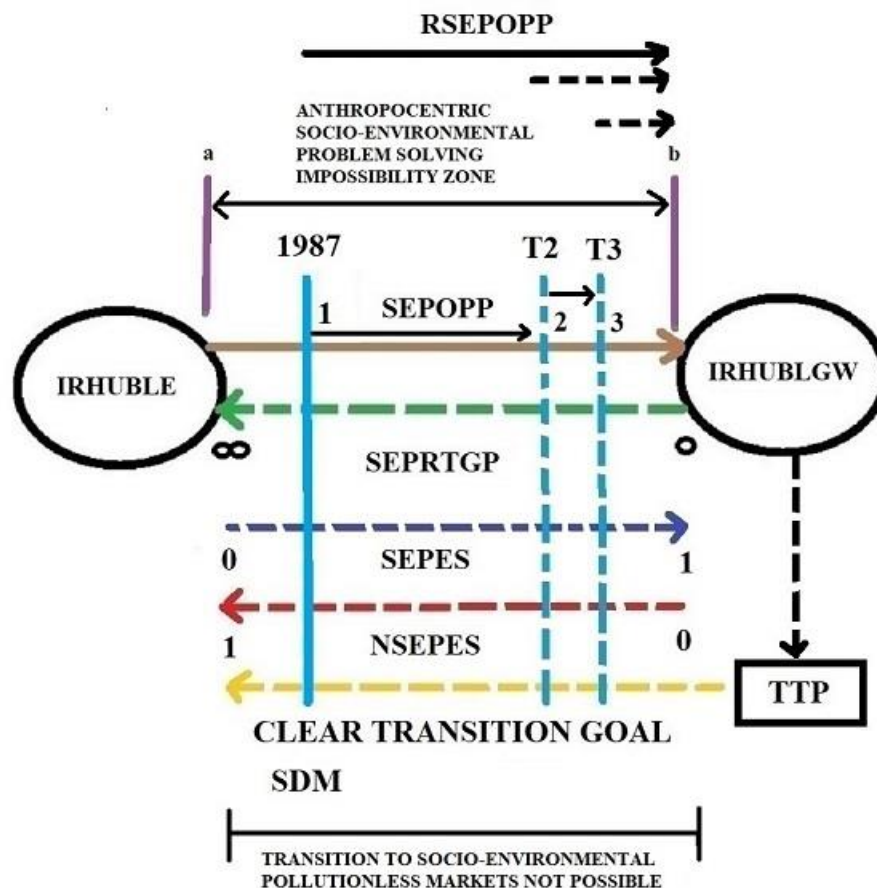 RSEPOPP
ANTHROPOCENTRIC
SOCIO-ENVIRONMENTAL
PROBLEM SOLVING
IMPOSSIBILITY ZONE
a
b
1987
T2
T3
1
SEPOPP
2
3
IRHUBLE
IRHUBLGW
∞
0
SEPRTGP
0
SEPES
1
1
NSEPES
0
TTP
CLEAR TRANSITION GOAL
SDM
TRANSITION TO SOCIO-ENVIRONMENTAL
POLLUTIONLESS MARKETS NOT POSSIBLE